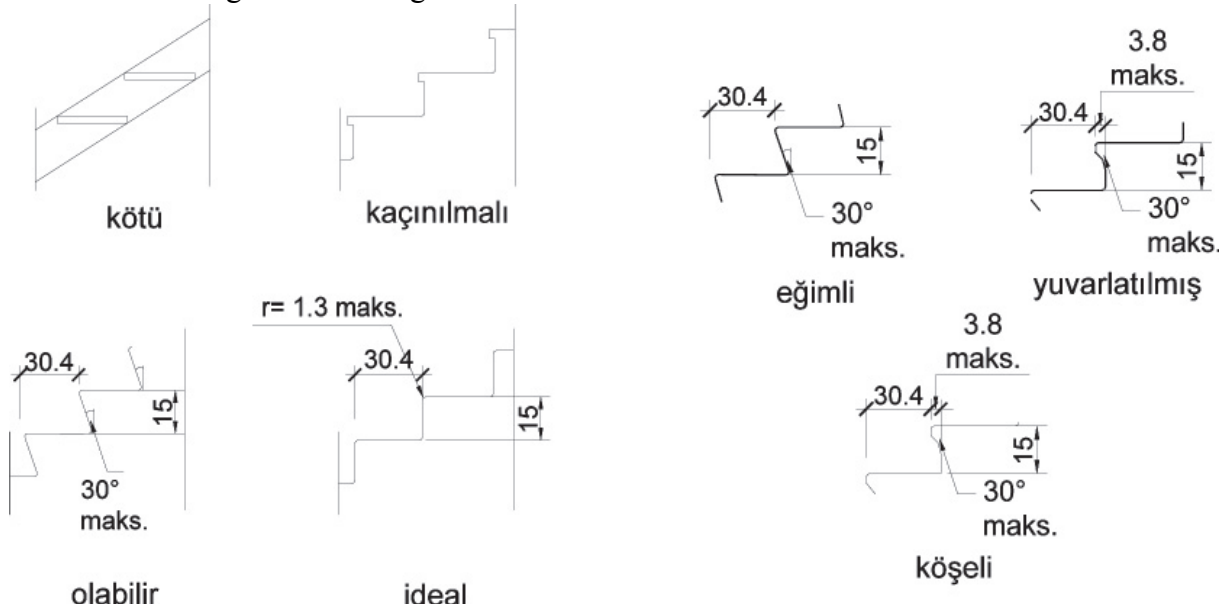 kötü
kaçınılmalı
30.4
15
30°
maks.
eğimli
3.8
maks.
30.4
15
30°
maks.
yuvarlatılmış
30.4
15
30°
maks.
olabilir
r= 1.3 maks.
30.4
15
ideal
3.8
maks.
30.4
15
30°
maks.
köşeli